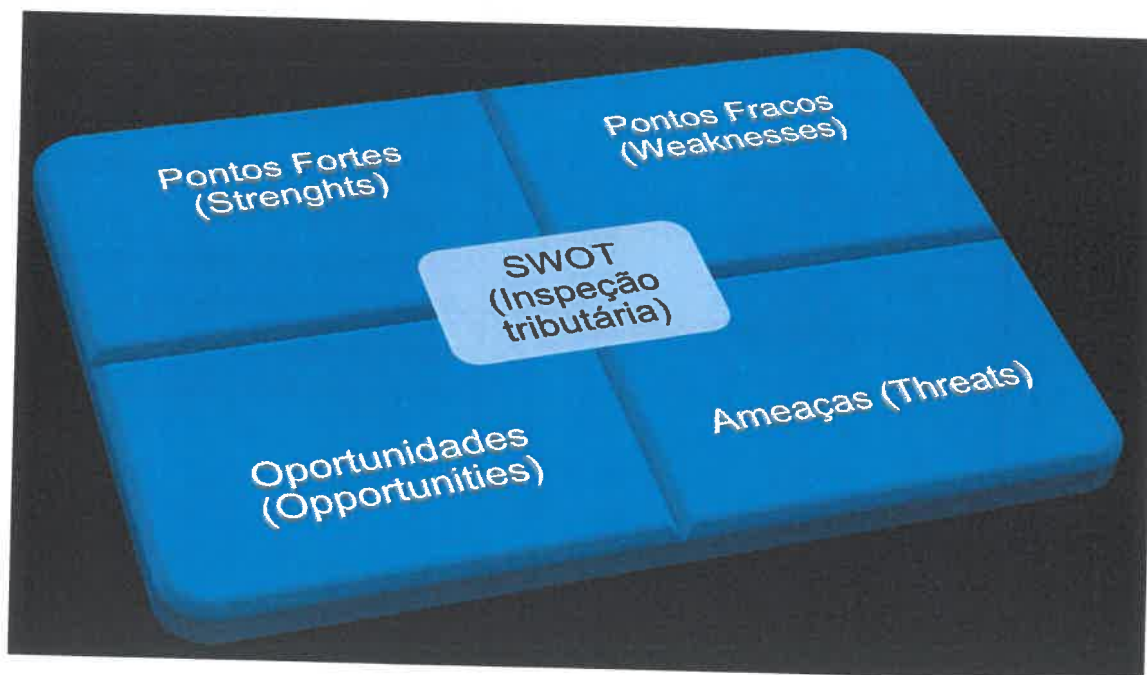 Pontos Fortes
(Strenghts)
Pontos Fracos
(Weaknesses)
SWOT
(Inspeção
tributária)
Oportunidades
(Opportunities)
Ameaças (Threats)